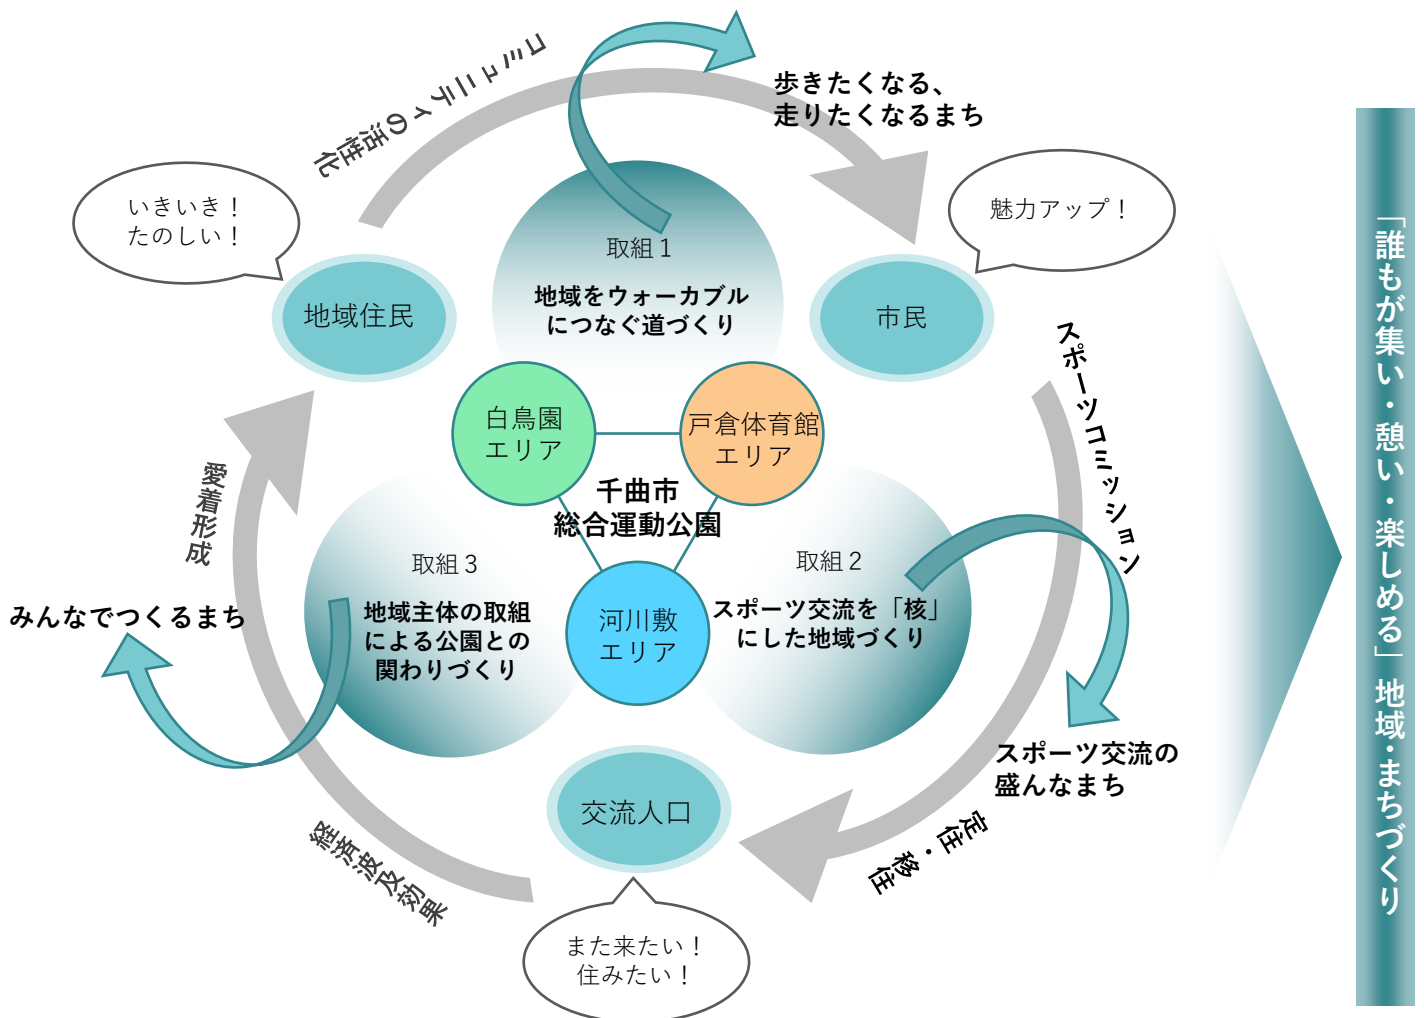 コミュニティの活性化
歩きたくなる、
走りたくなるまち
いきいき！
たのしい！
魅力アップ！
取組１
地域をウォーカブル
につなぐ道づくり
地域住民
市民
スポーツコミッション
白鳥園
エリア
戸倉体育館
エリア
千曲市
総合運動公園
愛着形成
取組３
地域主体の取組
による公園との
関わりづくり
取組２
スポーツ交流を「核」
にした地域づくり
河川敷
エリア
みんなでつくるまち
スポーツ交流の
盛んなまち
交流人口
定住・移住
経済波及効果
また来たい！
住みたい！
「誰もが集い・憩い・楽しめる」地域・まちづくり